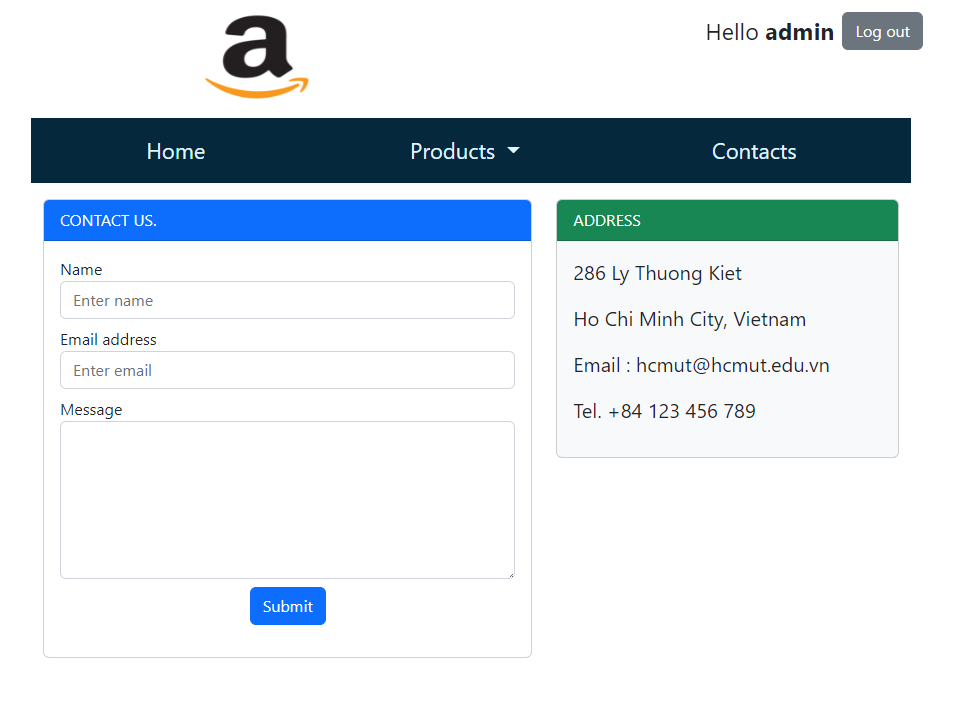 a
Hello admin
Log out
Home
Products
Contacts
CONTACT US.
Name
Enter name
Email address
Enter email
Message
Submit
ADDRESS
286 Ly Thuong Kiet
Ho Chi Minh City, Vietnam
Email : hcmut@hcmut.edu.vn
Tel. +84 123 456 789